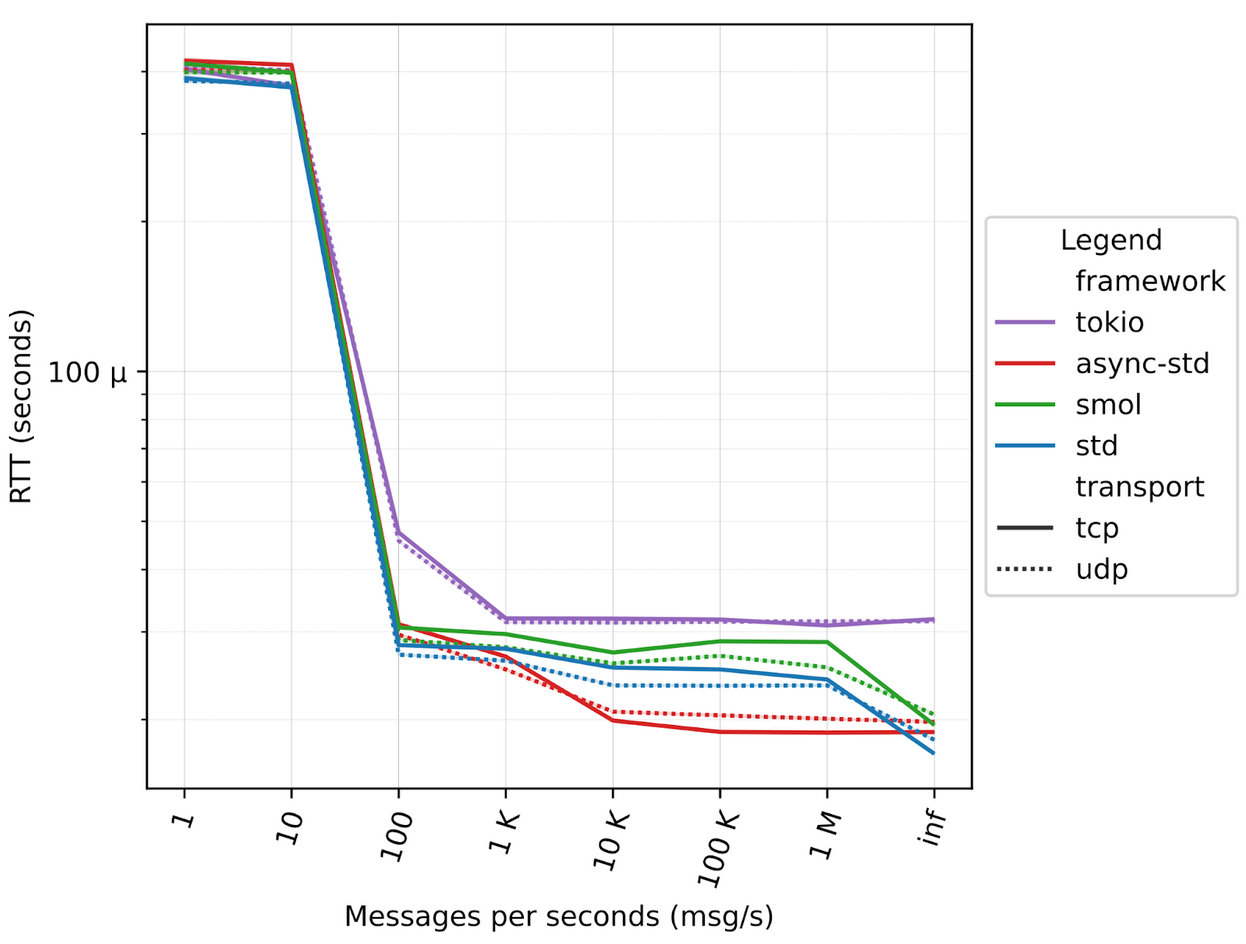 RTT (seconds)
100 µ
1
10
100
1 K
10 K
100 K
1 M
inf
Messages per seconds (msg/s)
Legend
framework
tokio
async-std
smol
std
transport
tcp
udp